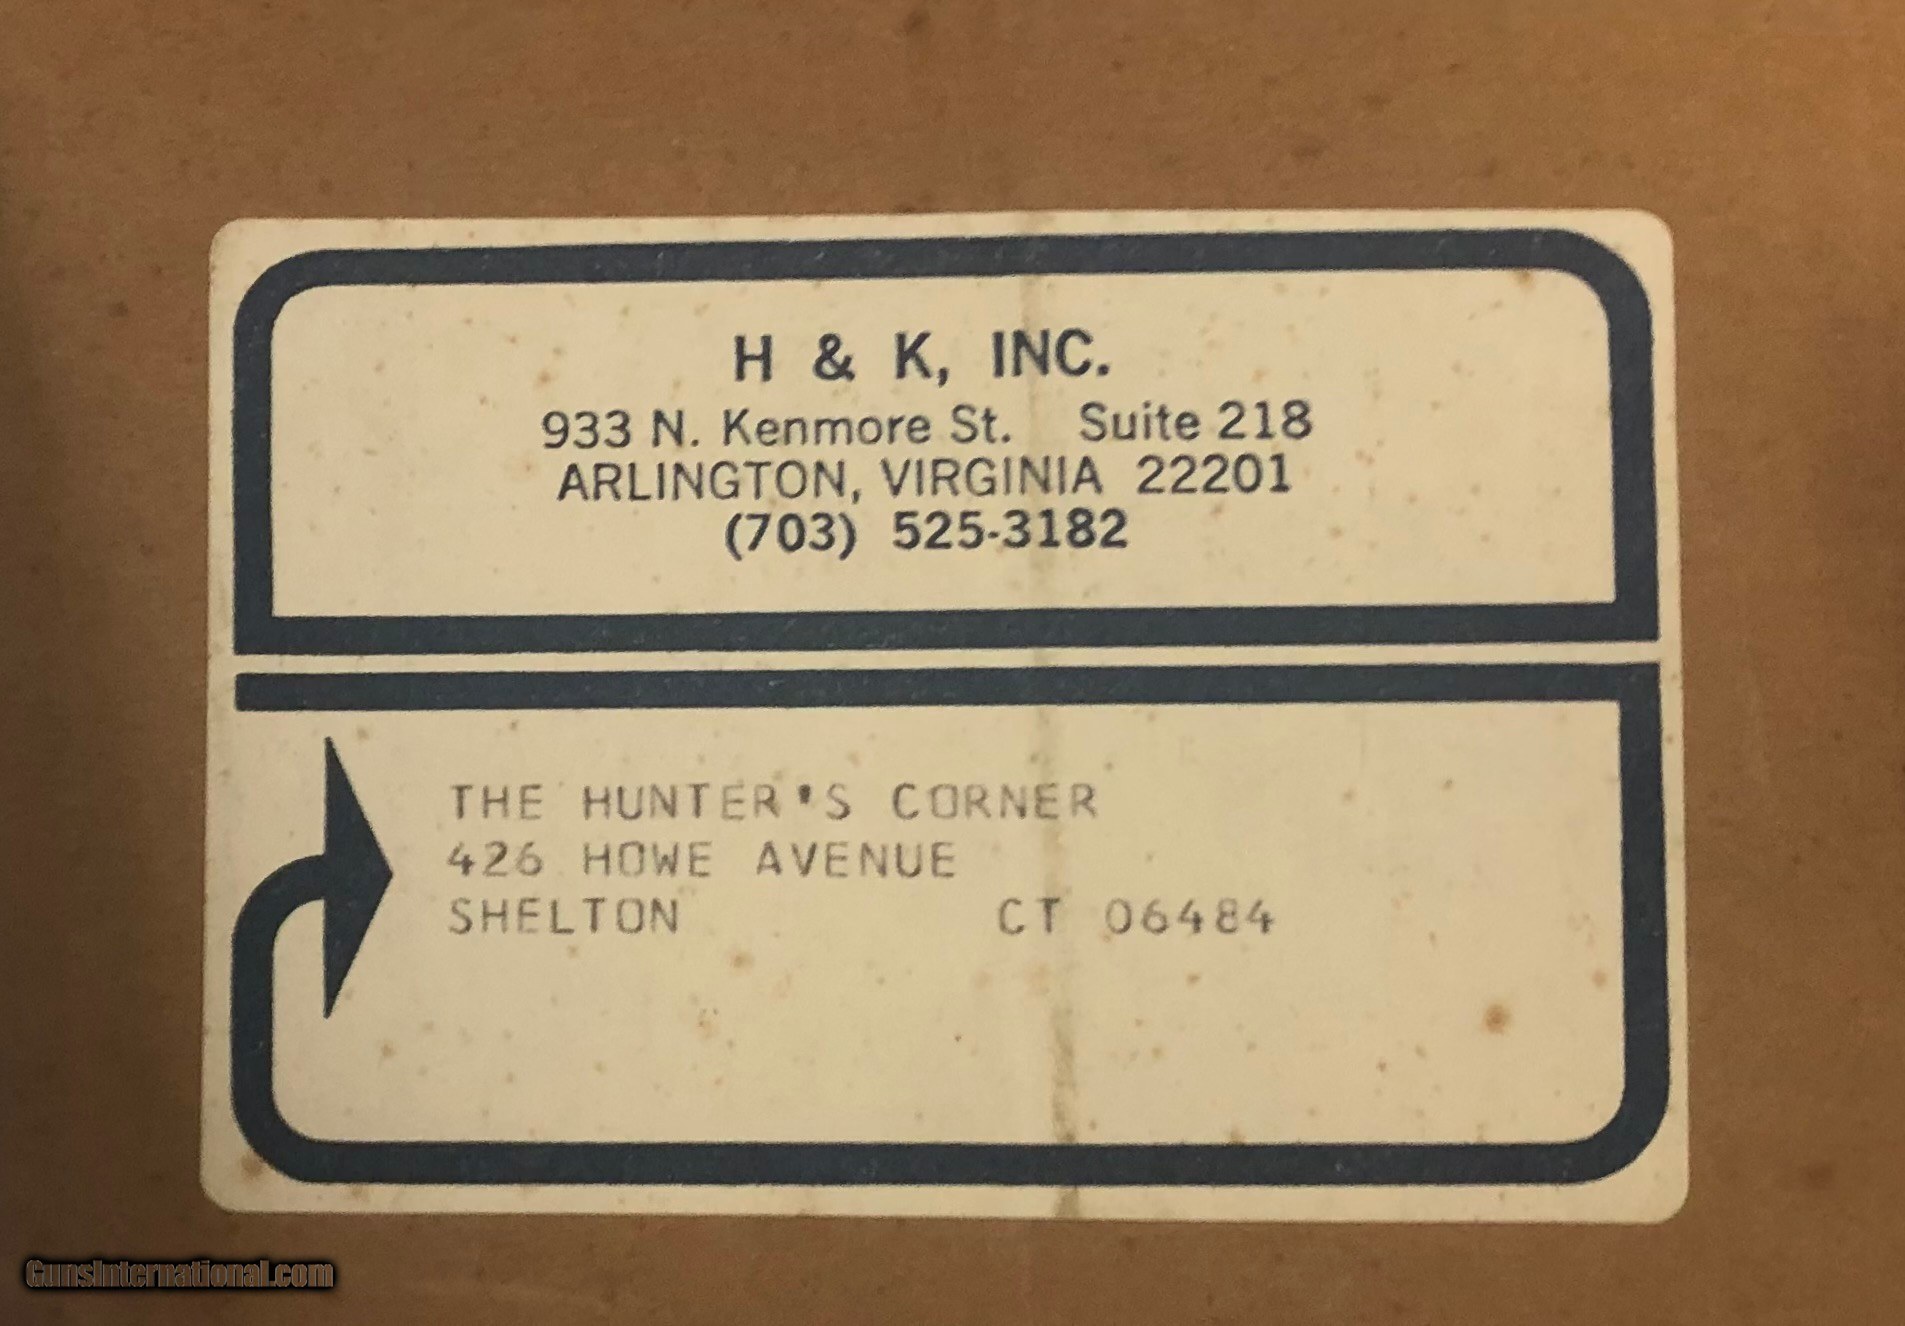 H & K, INC.
933 N. Kenmore St. Suite 218
ARLINGTON, VIRGINIA 22201
(703) 525-3182
THE HUNTER'S CORNER
426 HOWE AVENUE
SHELTON CT 06484
GunsInternational.com